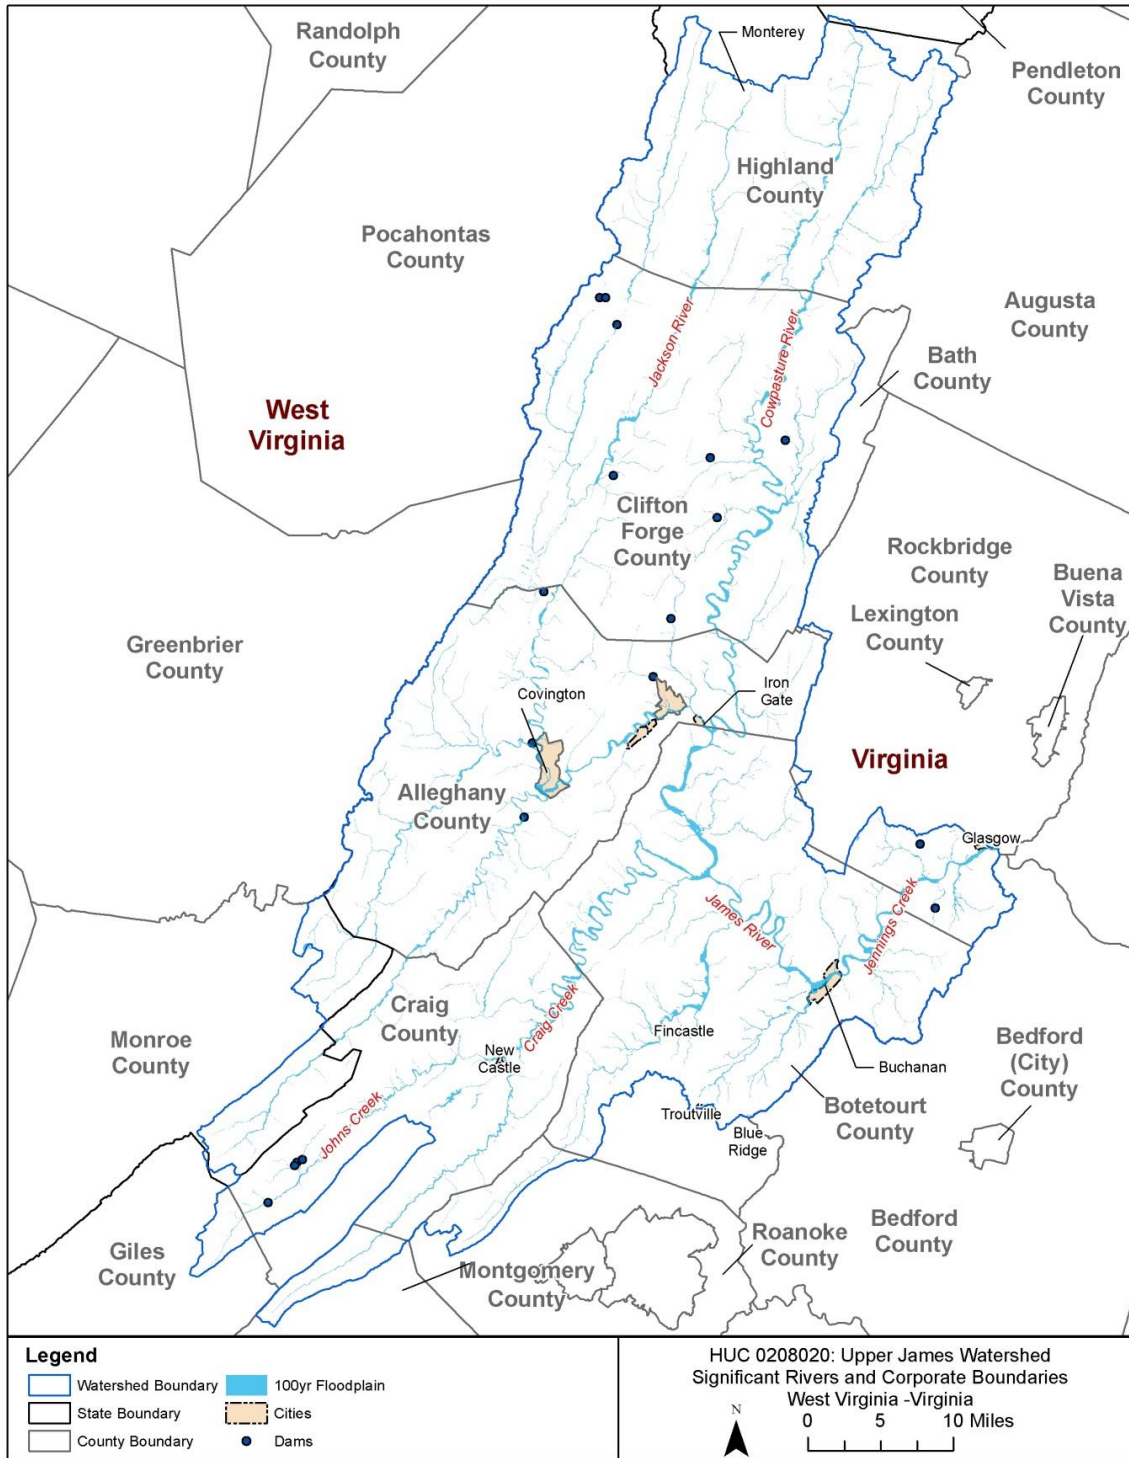 Randolph
County
Monterey
Pendleton
County
Highland
County
Pocahontas
County
Augusta
County
Jackson River
Cowpasture River
Bath
County
West
Virginia
Clifton
Forge
County
Rockbridge
County
Buena
Vista
County
Lexington
County
Greenbrier
County
Covington
Iron
Gate
Virginia
Alleghany
County
Glasgow
James River
Jennings Creek
Craig
County
Craig Creek
Monroe
County
New
Castle
Fincastle
Bedford
(City)
County
Buchanan
Johns Creek
Troutville
Botetourt
County
Blue
Ridge
Giles
County
Roanoke
County
Bedford
County
Montgomery
County
Legend
Watershed Boundary
100yr Floodplain
State Boundary
Cities
County Boundary
Dams
HUC 0208020: Upper James Watershed
Significant Rivers and Corporate Boundaries
West Virginia -Virginia
N
0 5 10 Miles